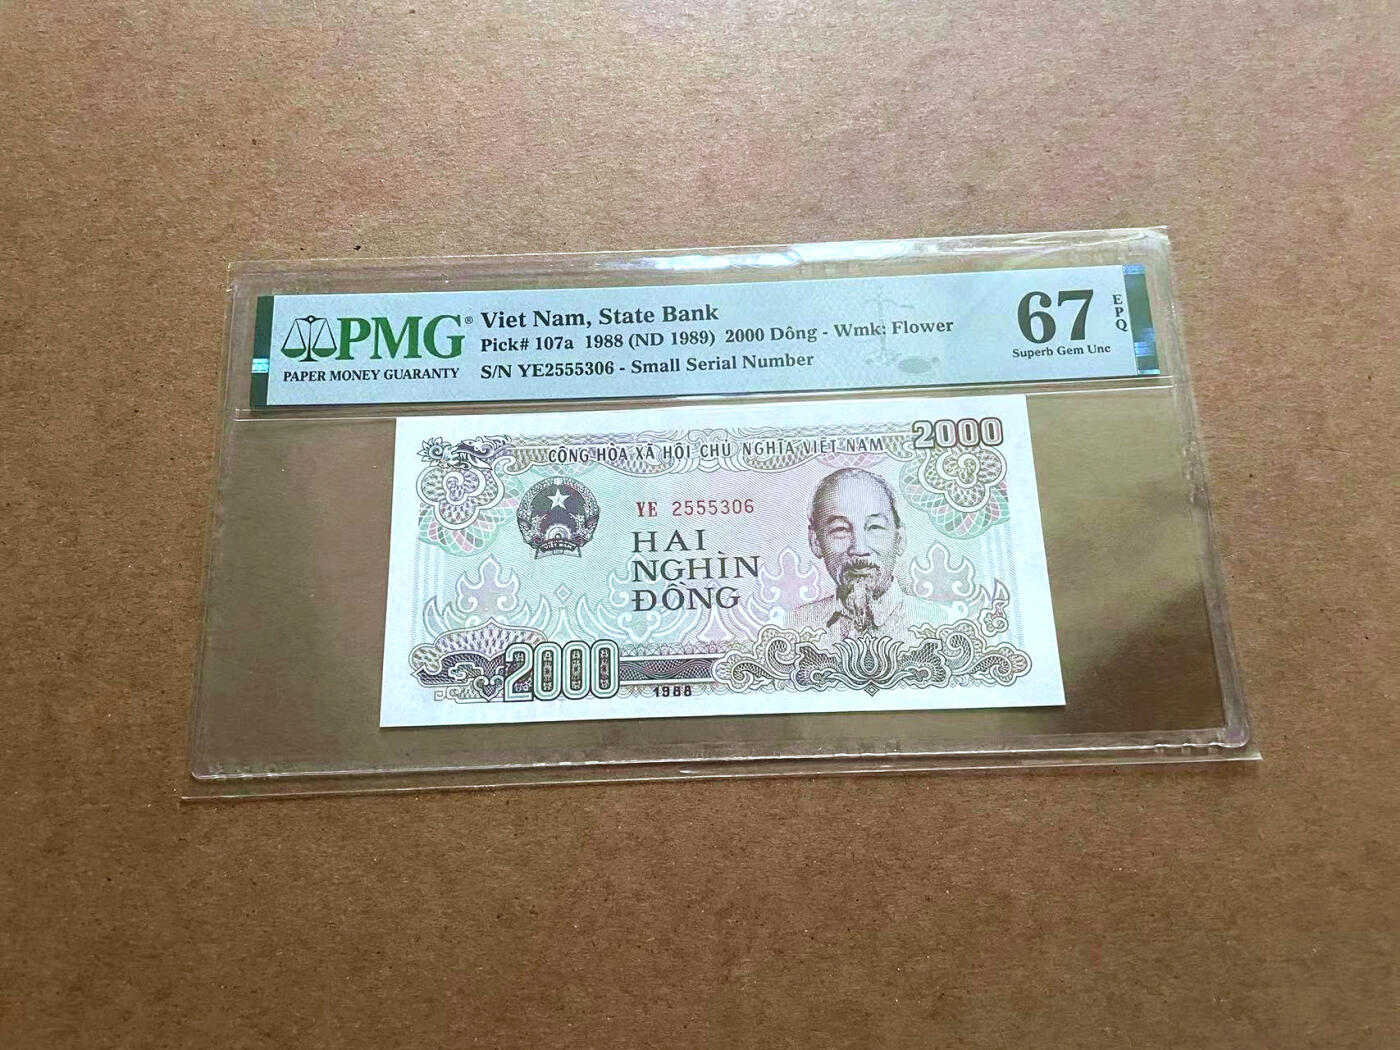 PMG®
PAPER MONEY GUARANTY
Viet Nam, State Bank
Pick# 107a 1988 (ND 1989) 2000 Dông - Wmk: Flower
S/N YE2555306 - Small Serial Number
67 EPQ
Superb Gem Unc
CÔNG HÒA XÃ HỘI CHỦ NGHĨA VIỆT NAM
2000
YE 2555306
HAI
NGHÌN
ĐỒNG
2000
1988